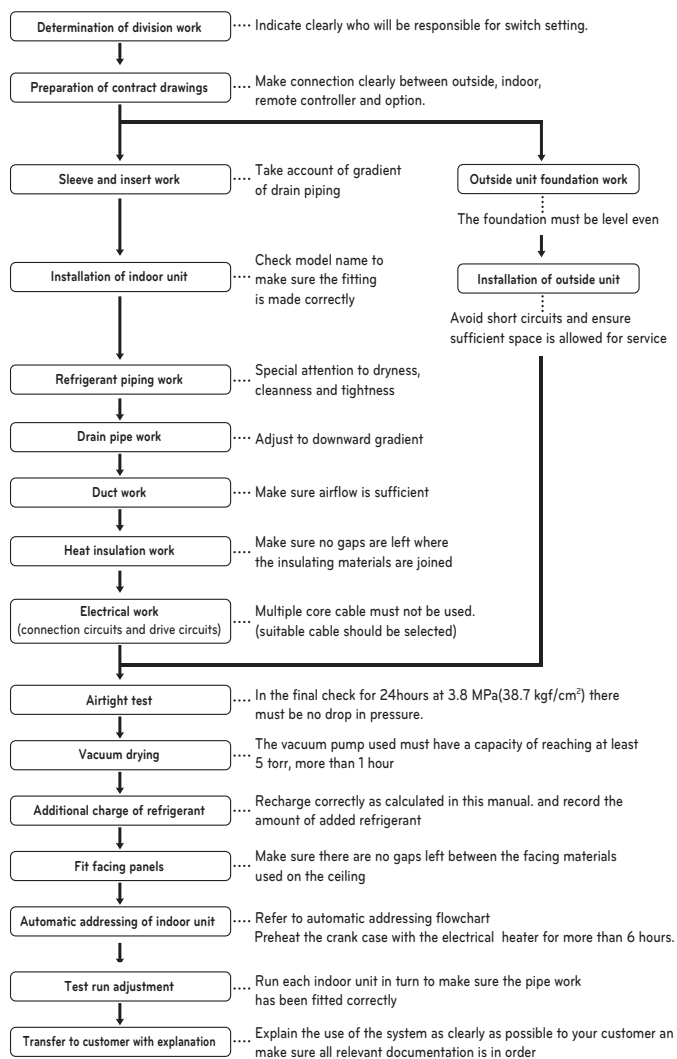 Determination of division work
Indicate clearly who will be responsible for switch setting.
Preparation of contract drawings
Make connection clearly between outside, indoor,
remote controller and option.
Sleeve and insert work
Take account of gradient
of drain piping
Outside unit foundation work
The foundation must be level even
Installation of indoor unit
Check model name to
make sure the fitting
is made correctly
Installation of outside unit
Avoid short circuits and ensure
sufficient space is allowed for service
Refrigerant piping work
Special attention to dryness,
cleanness and tightness
Drain pipe work
Adjust to downward gradient
Duct work
Make sure airflow is sufficient
Heat insulation work
Make sure no gaps are left where
the insulating materials are joined
Electrical work
(connection circuits and drive circuits)
Multiple core cable must not be used.
(suitable cable should be selected)
Airtight test
In the final check for 24hours at 3.8 MPa(38.7 kgf/cm²) there
must be no drop in pressure.
Vacuum drying
The vacuum pump used must have a capacity of reaching at least
5 torr, more than 1 hour
Additional charge of refrigerant
Recharge correctly as calculated in this manual. and record the
amount of added refrigerant
Fit facing panels
Make sure there are no gaps left between the facing materials
used on the ceiling
Automatic addressing of indoor unit
Refer to automatic addressing flowchart
Preheat the crank case with the electrical heater for more than 6 hours.
Test run adjustment
Run each indoor unit in turn to make sure the pipe work
has been fitted correctly
Transfer to customer with explanation
Explain the use of the system as clearly as possible to your customer an
make sure all relevant documentation is in order